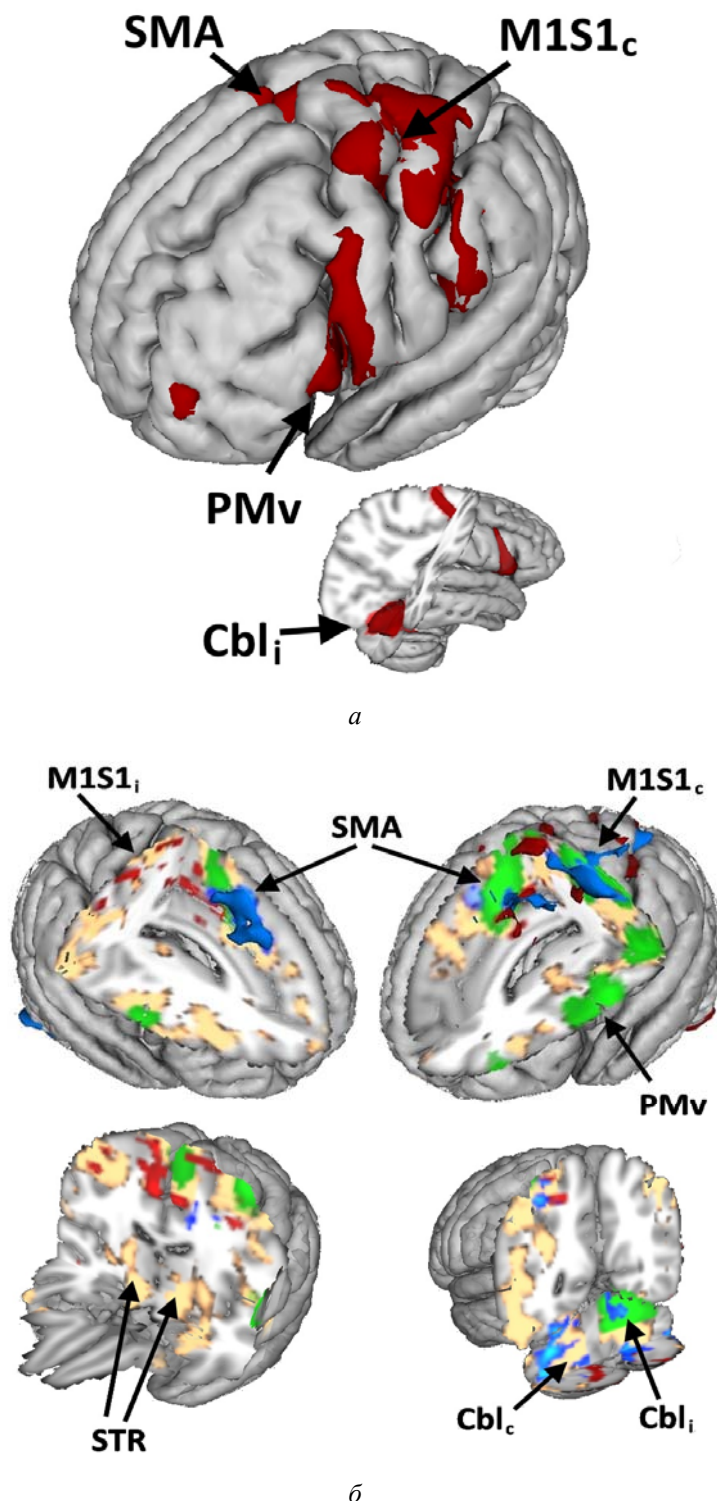 SMA M1S1c
PMv
Cbli
а
M1S1i SMA M1S1c
PMv
STR Cblc Cbli
б